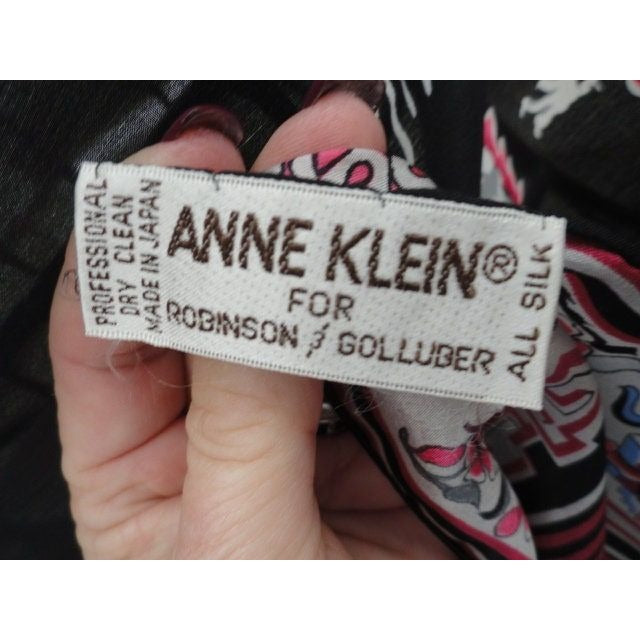 PROFESSIONAL
DRY CLEAN
MADE IN JAPAN
ANNE KLEIN®
FOR
ROBINSON & GOLLUBER
ALL SILK